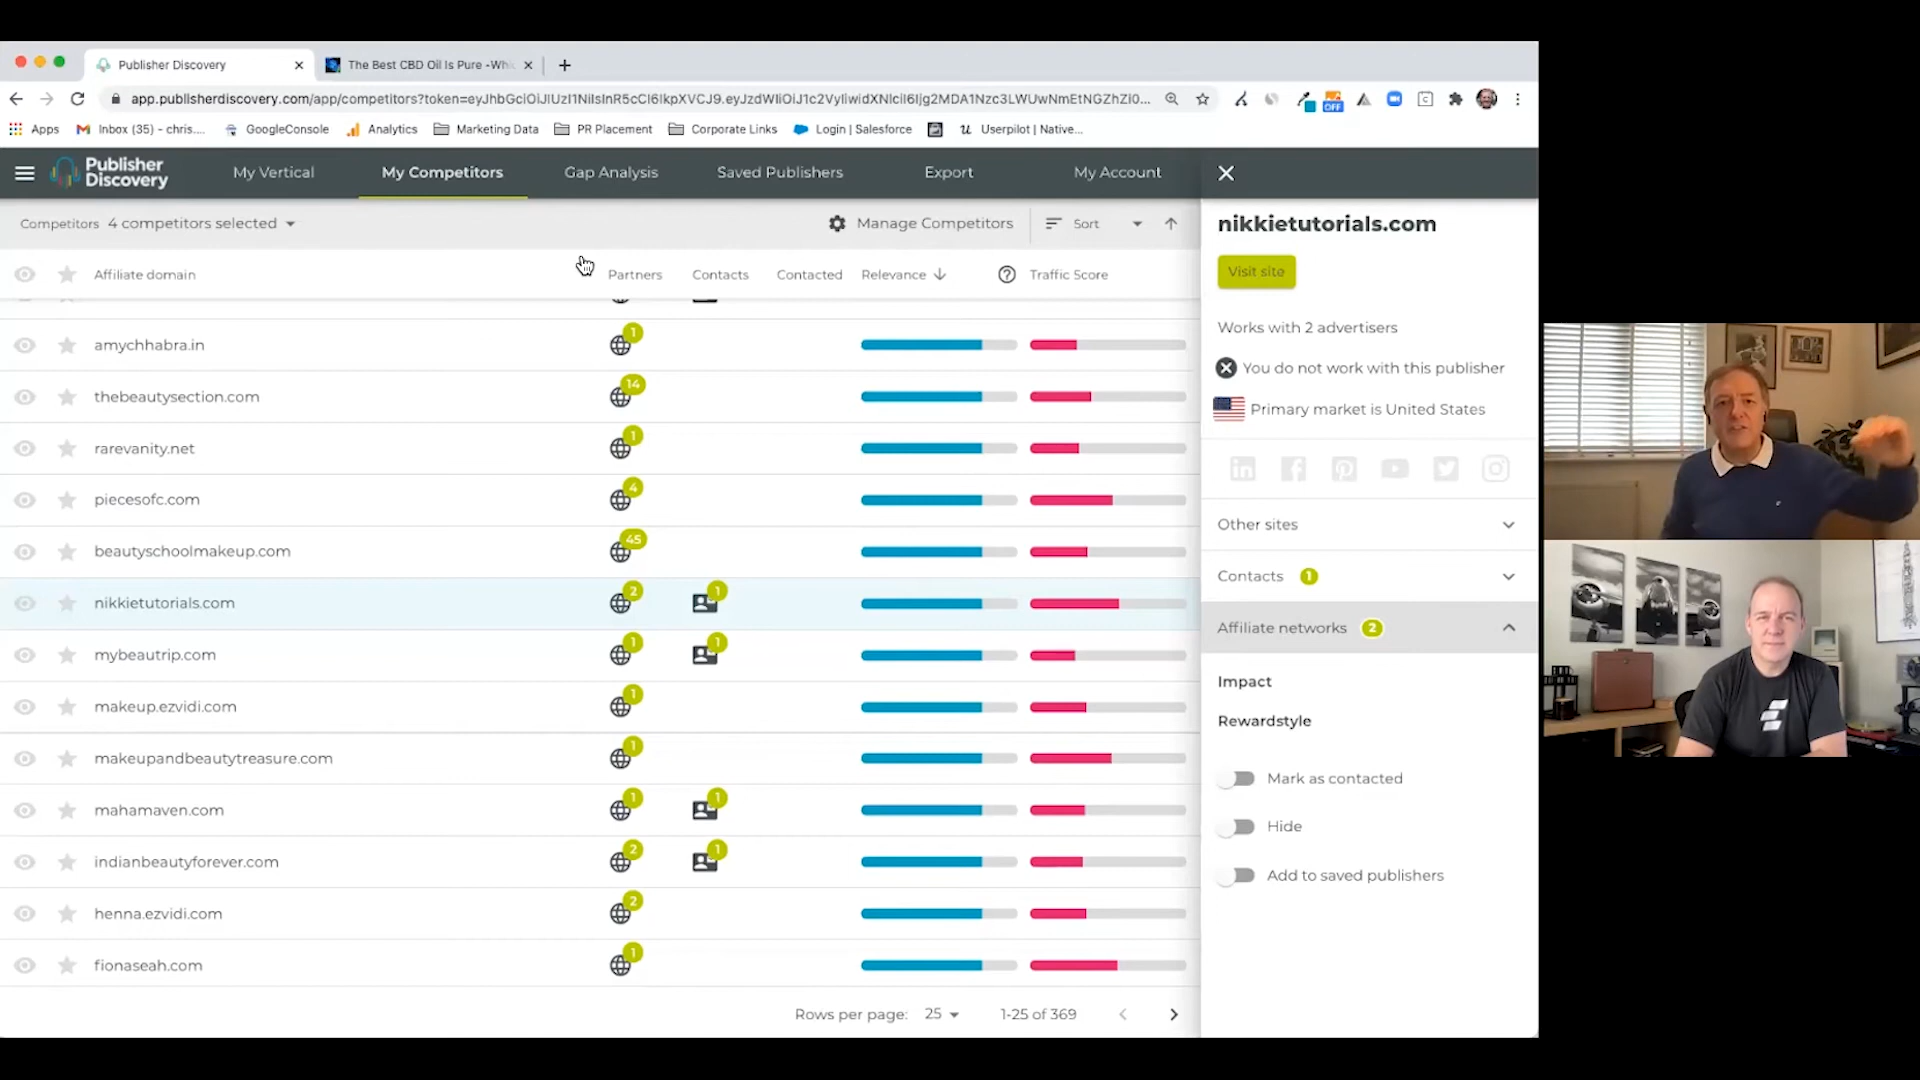 Publisher Discovery
The Best CBD Oil Is Pure -Whi
app.publisherdiscovery.com/app/competitors?token=eyJhbGciOiJIUzI1NiIsInR5cCI6IkpXVCJ9.eyJzdWIiOiJ1c2VyIiwidXNlciI6Ijg2MDA1Nzc3LWUwNmEtNGZhZi0...
OFF
Apps
Inbox (35) - chris....
GoogleConsole
Analytics
Marketing Data
PR Placement
Corporate Links
Login | Salesforce
Userpilot | Native...
Publisher
Discovery
My Vertical
My Competitors
Gap Analysis
Saved Publishers
Export
My Account
Competitors 4 competitors selected
Manage Competitors
Sort
Affiliate domain
Partners
Contacts
Contacted
Relevance
Traffic Score
amychhabra.in 1
thebeautysection.com 14
rarevanity.net 1
piecesofc.com 4
beautyschoolmakeup.com 45
nikkietutorials.com 2 1
mybeautrip.com 1 1
makeup.ezvidi.com 1
makeupandbeautytreasure.com 1
mahamaven.com 1 1
indianbeautyforever.com 2 1
henna.ezvidi.com 2
fionaseah.com 1
Rows per page: 25 1-25 of 369
nikkietutorials.com
Visit site
Works with 2 advertisers
You do not work with this publisher
Primary market is United States
Other sites
Contacts 1
Affiliate networks 2
Impact
Rewardstyle
Mark as contacted
Hide
Add to saved publishers